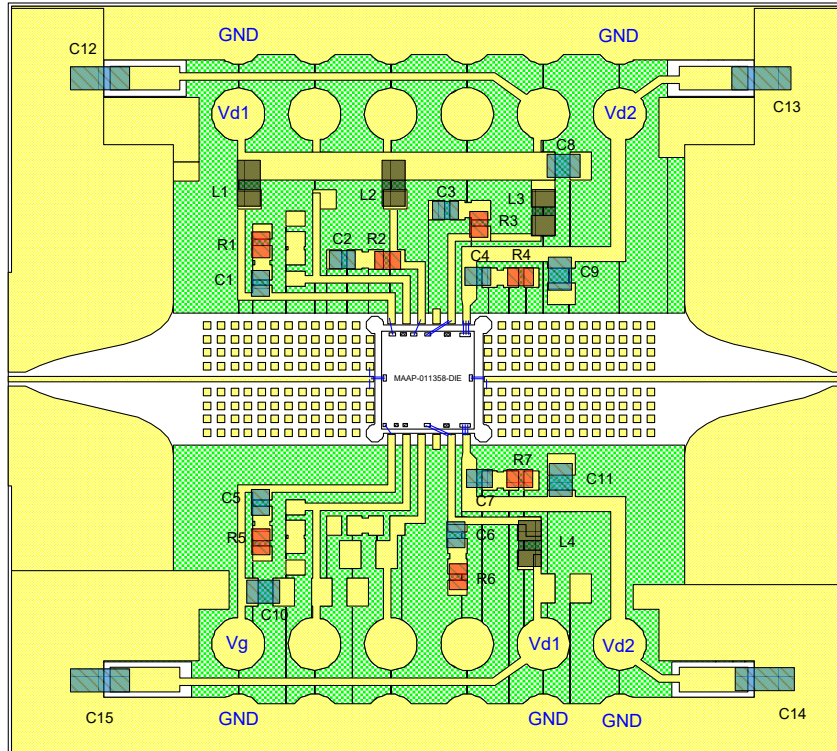 GND GND
C12
C13
Vd1 Vd2
C8
L1 L2 C3 L3
R3
R1 C2 R2 C4 R4 C9
C1
MAAP-011358-DIE
R7
C7 C11
C5
R5 C6 L4
R6
C10
Vg Vd1 Vd2
C15 C14
GND GND GND